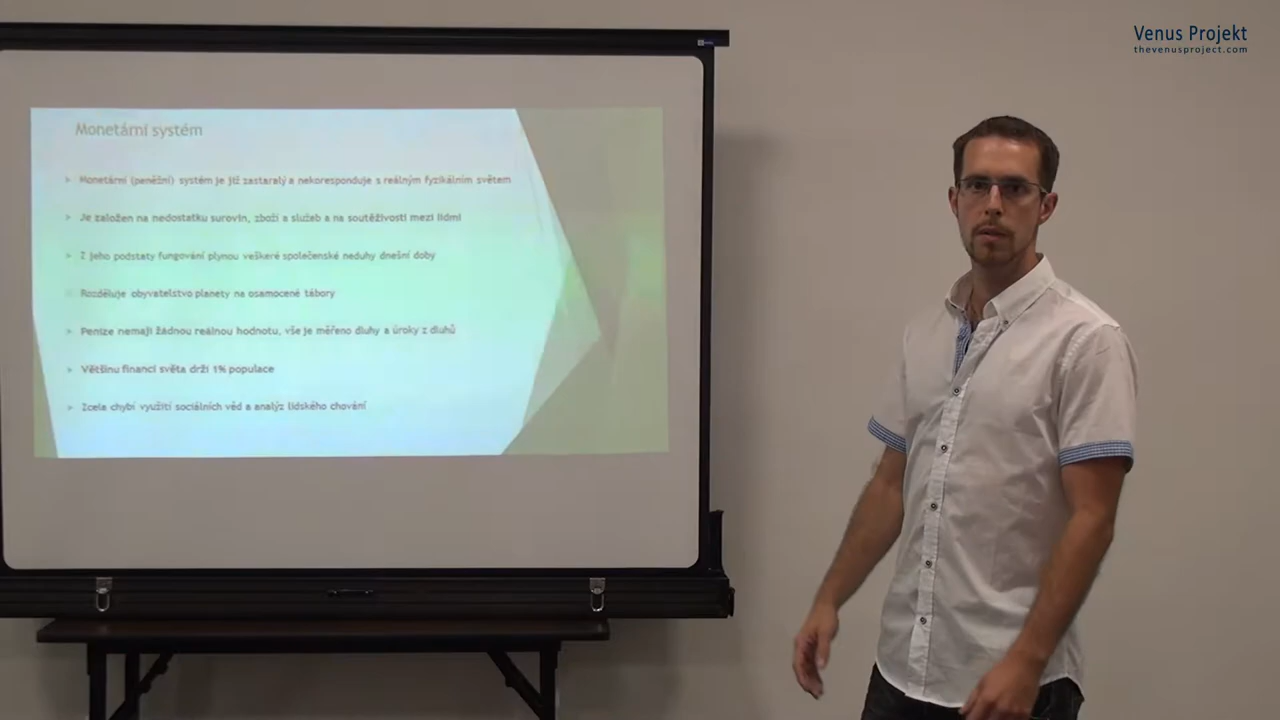 Venus Projekt
thevenusproject.com
Monetární systém
Monetární (peněžní) systém je již zastaralý a nekoresponduje s reálným fyzikálním světem
Je založen na nedostatku surovin, zboží a služeb a na soutěživosti mezi lidmi
Z jeho podstaty fungování plynou veškeré společenské neduhy dnešní doby
Rozděluje obyvatelstvo planety na osamocené tábory
Peníze nemají žádnou reálnou hodnotu, vše je měřeno dluhy a úroky z dluhů
Většinu financí světa drží 1% populace
Zcela chybí využití sociálních věd a analýz lidského chování